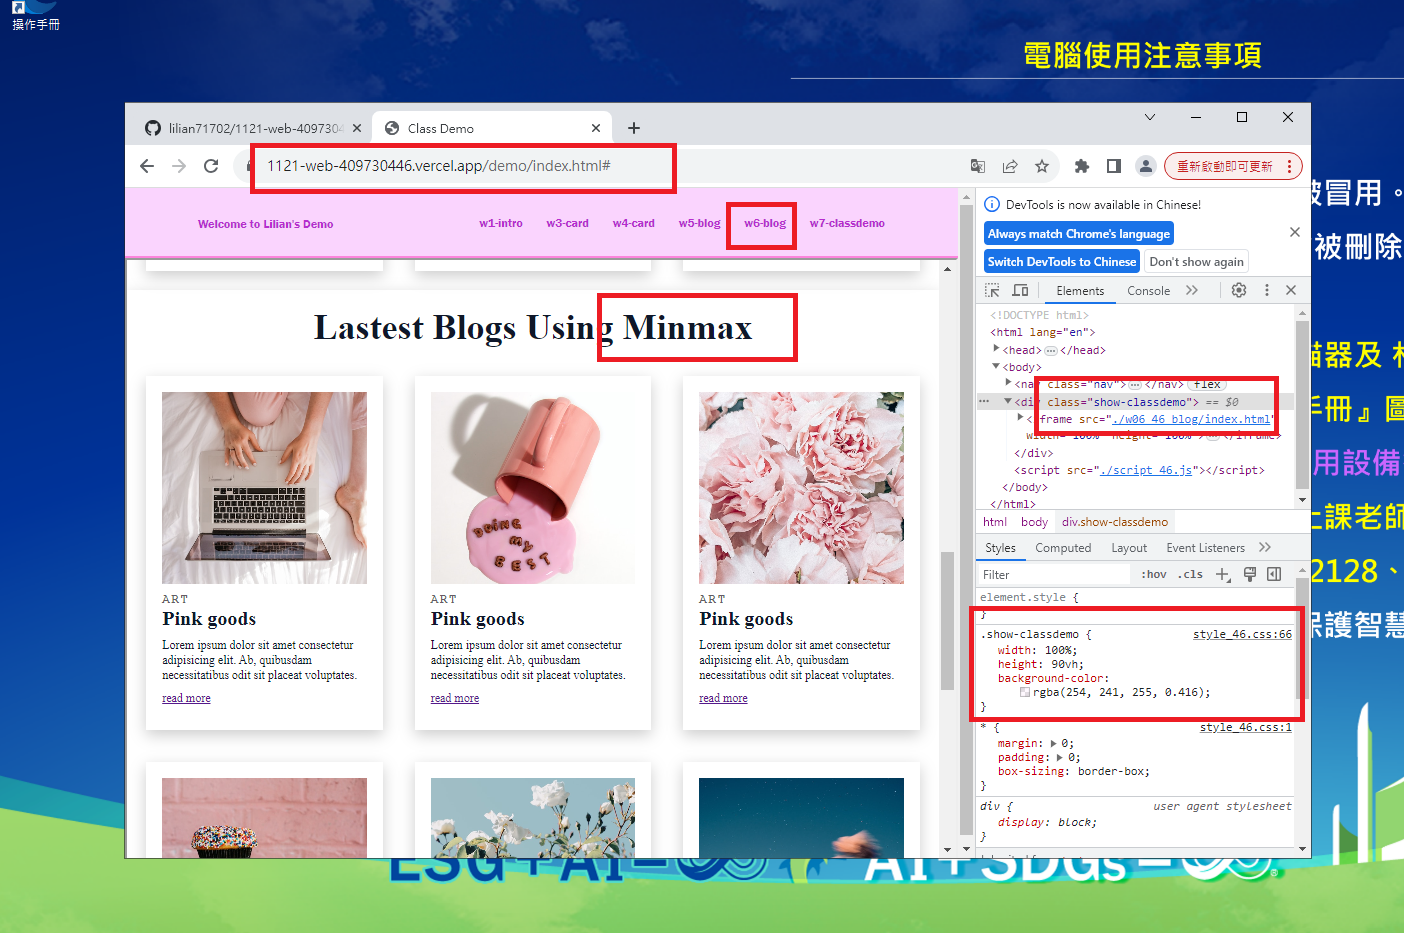 操作手冊
電腦使用注意事項
lilian71702/1121-web-4097304
Class Demo
1121-web-409730446.vercel.app/demo/index.html#
重新啟動即可更新
Welcome to Lilian's Demo
w1-intro
w3-card
w4-card
w5-blog
w6-blog
w7-classdemo
Lastest Blogs Using Minmax
ART
Pink goods
Lorem ipsum dolor sit amet consectetur
adipisicing elit. Ab, quibusdam
necessitatibus odit sit placeat voluptates.
read more
ART
Pink goods
Lorem ipsum dolor sit amet consectetur
adipisicing elit. Ab, quibusdam
necessitatibus odit sit placeat voluptates.
read more
ART
Pink goods
Lorem ipsum dolor sit amet consectetur
adipisicing elit. Ab, quibusdam
necessitatibus odit sit placeat voluptates.
read more
DOING
MY
BEST
DevTools is now available in Chinese!
Always match Chrome's language
Switch DevTools to Chinese
Don't show again
Elements
Console
<!DOCTYPE html>
<html lang="en">
<head>…</head>
<body>
<nav class="nav">…</nav> flex
<div class="show-classdemo"> == $0
<iframe src="./w06_46_blog/index.html"
width="100%" height="100%">…</iframe>
</div>
<script src="./script_46.js"></script>
</body>
</html>
html
body
div.show-classdemo
Styles
Computed
Layout
Event Listeners
Filter
:hov
.cls
element.style {
}
.show-classdemo {
style_46.css:66
width: 100%;
height: 90vh;
background-color:
rgba(254, 241, 255, 0.416);
}
* {
style_46.css:1
margin: 0;
padding: 0;
box-sizing: border-box;
}
div {
user agent stylesheet
display: block;
}
被冒用。
被刪除
器及
手冊』圖
用設備
上課老師
2128、
保護智慧
ESG+AI=
AI+SDGs=